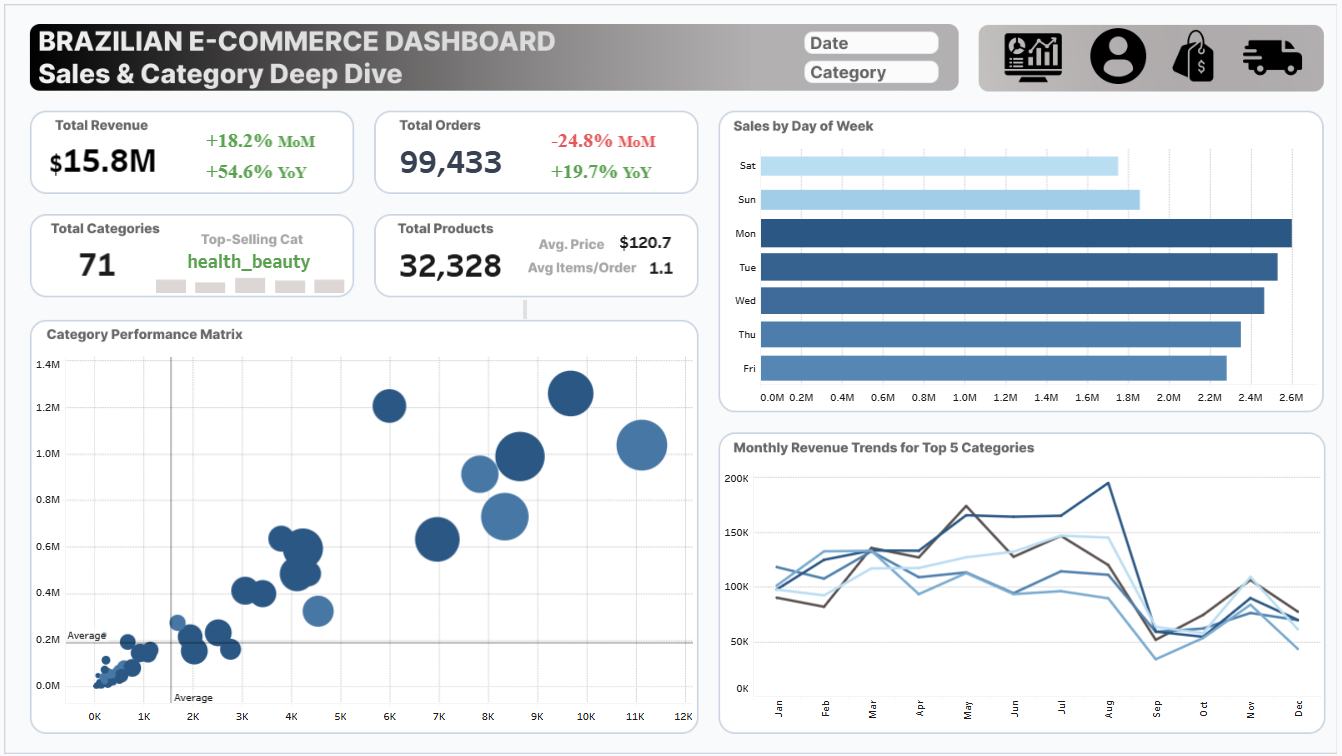 BRAZILIAN E-COMMERCE DASHBOARD
Sales & Category Deep Dive
Date
Category
$
Total Revenue
$15.8M
+18.2% MoM
+54.6% YoY
Total Orders
99,433
-24.8% MoM
+19.7% YoY
Total Categories
71
Top-Selling Cat
health_beauty
Total Products
32,328
Avg. Price $120.7
Avg Items/Order 1.1
Sales by Day of Week
Sat
Sun
Mon
Tue
Wed
Thu
Fri
0.0M 0.2M 0.4M 0.6M 0.8M 1.0M 1.2M 1.4M 1.6M 1.8M 2.0M 2.2M 2.4M 2.6M
Category Performance Matrix
1.4M
1.2M
1.0M
0.8M
0.6M
0.4M
0.2M
Average
0.0M
Average
0K 1K 2K 3K 4K 5K 6K 7K 8K 9K 10K 11K 12K
Monthly Revenue Trends for Top 5 Categories
200K
150K
100K
50K
0K
Jan Feb Mar Apr May Jun Jul Aug Sep Oct Nov Dec